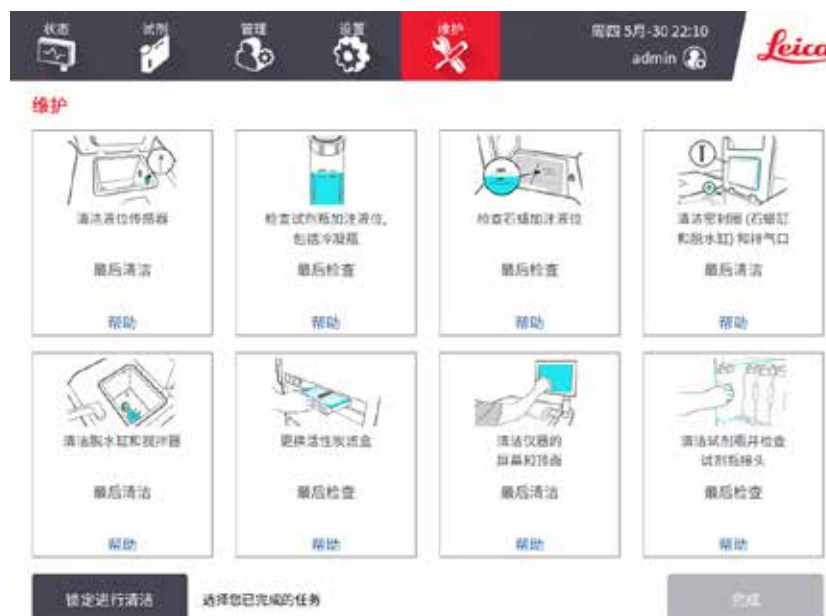 状态
试剂
管理
设置
维护
周四 5月-30 22:10
admin
Leica
维护
清洁液位传感器
最后清洁
帮助
检查试剂瓶加注液位,
包括冷凝瓶
最后检查
帮助
检查石蜡加注液位
最后检查
帮助
清洁密封圈 (石蜡缸
和脱水缸) 和排气口
最后清洁
帮助
清洁脱水缸和搅拌器
最后清洁
帮助
更换活性炭滤盒
最后检查
帮助
清洁仪器的
屏幕和顶面
最后清洁
帮助
清洁试剂瓶并检查
试剂瓶接头
最后检查
帮助
锁定进行清洁
选择您已完成的任务
完成